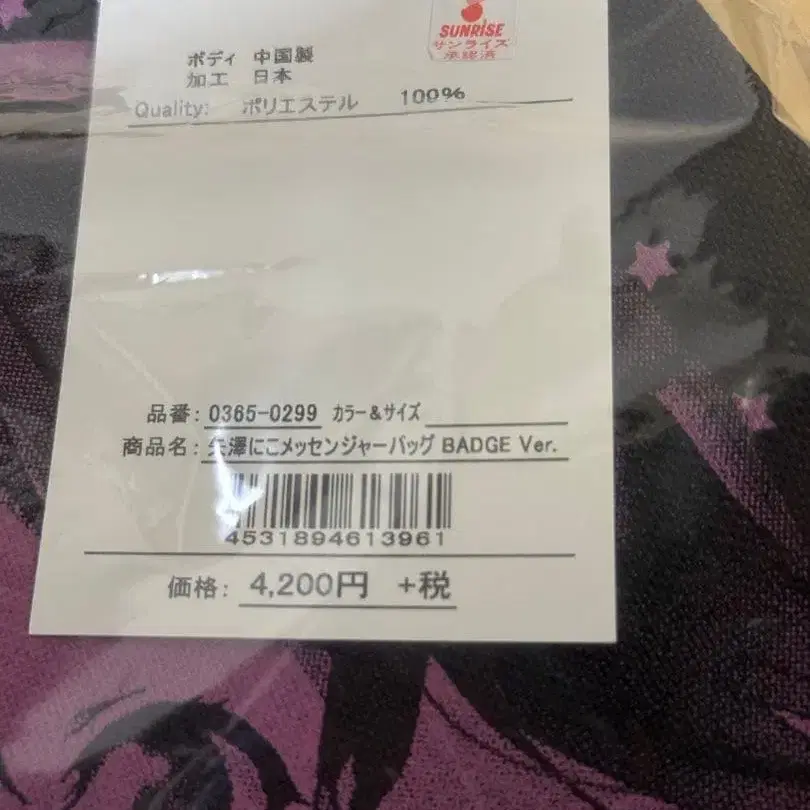 SUNRISE
サンライズ
承認済
ボディ 中国製
加工 日本
Quality: ポリエステル 100%
品番: 0365-0299 カラー&サイズ
商品名: 矢澤にこメッセンジャーバッグ BADGE Ver.
4531894613961
価格: 4,200円 +税